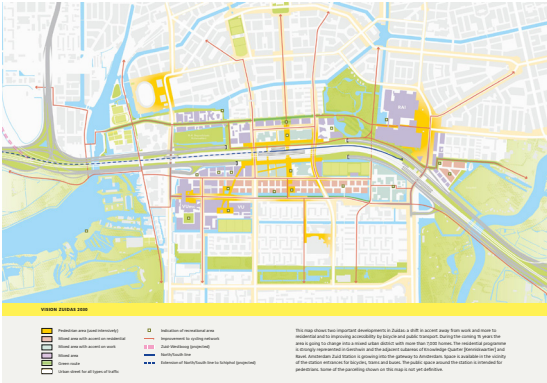 RAI
VU
VISION ZUIDAS 2030
Pedestrian area (used intensively)
Mixed area with accent on residential
Mixed area with accent on work
Mixed area
Green route
Urban street for all types of traffic
Indication of recreational area
Improvement to cycling network
Zuid-Westboog (projected)
North/South line
Extension of North/South line to Schiphol (projected)
This map shows two important developments in Zuidas: a shift in accent away from work and more to
residential and to improving accessibility by bicycle and public transport. During the coming 15 years the
area is going to change into a mixed urban district with more than 7,000 homes. The residential programme
is strongly represented in Kenniskwartier [Knowledge Quarter] and
Ravel. Amsterdam Zuid Station is growing into the gateway to Amsterdam. Space is available in the vicinity
of the station entrances for bicycles, trams and buses. The public space around the station is intended for
pedestrians. Some of the parcelling shown on this map is not yet definitive.